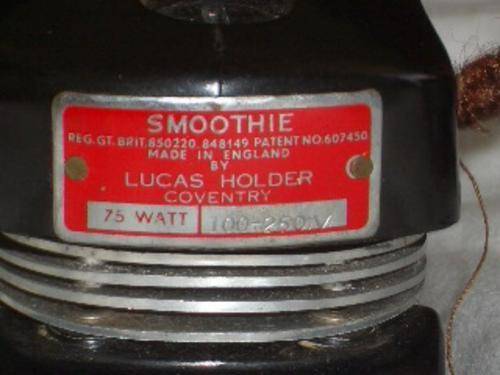 SMOOTHIE
REG. GT. BRIT. 850220. 848149 PATENT NO. 607450
MADE IN ENGLAND
BY
LUCAS HOLDER
COVENTRY
75 WATT 100-250 V